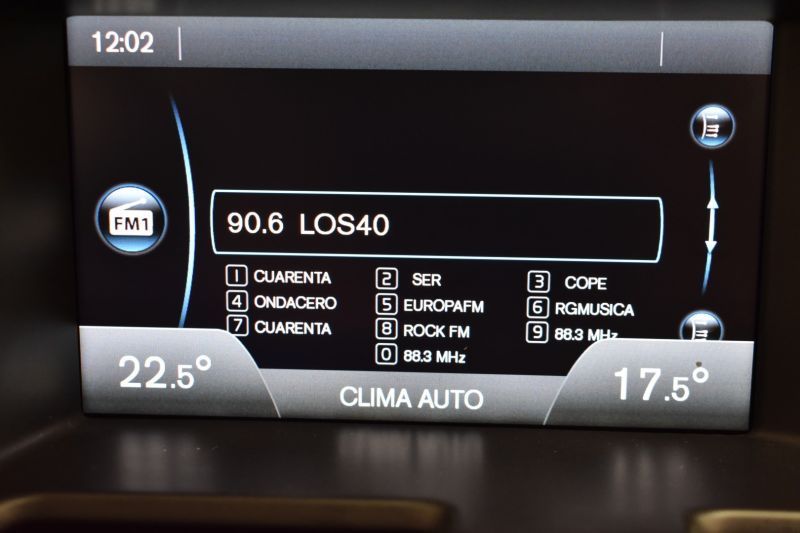 12:02
FM1
90.6 LOS40
1 CUARENTA 2 SER 3 COPE
4 ONDACERO 5 EUROPAFM 6 RGMUSICA
7 CUARENTA 8 ROCK FM 9 88.3 MHz
0 88.3 MHz
22.5° CLIMA AUTO 17.5°